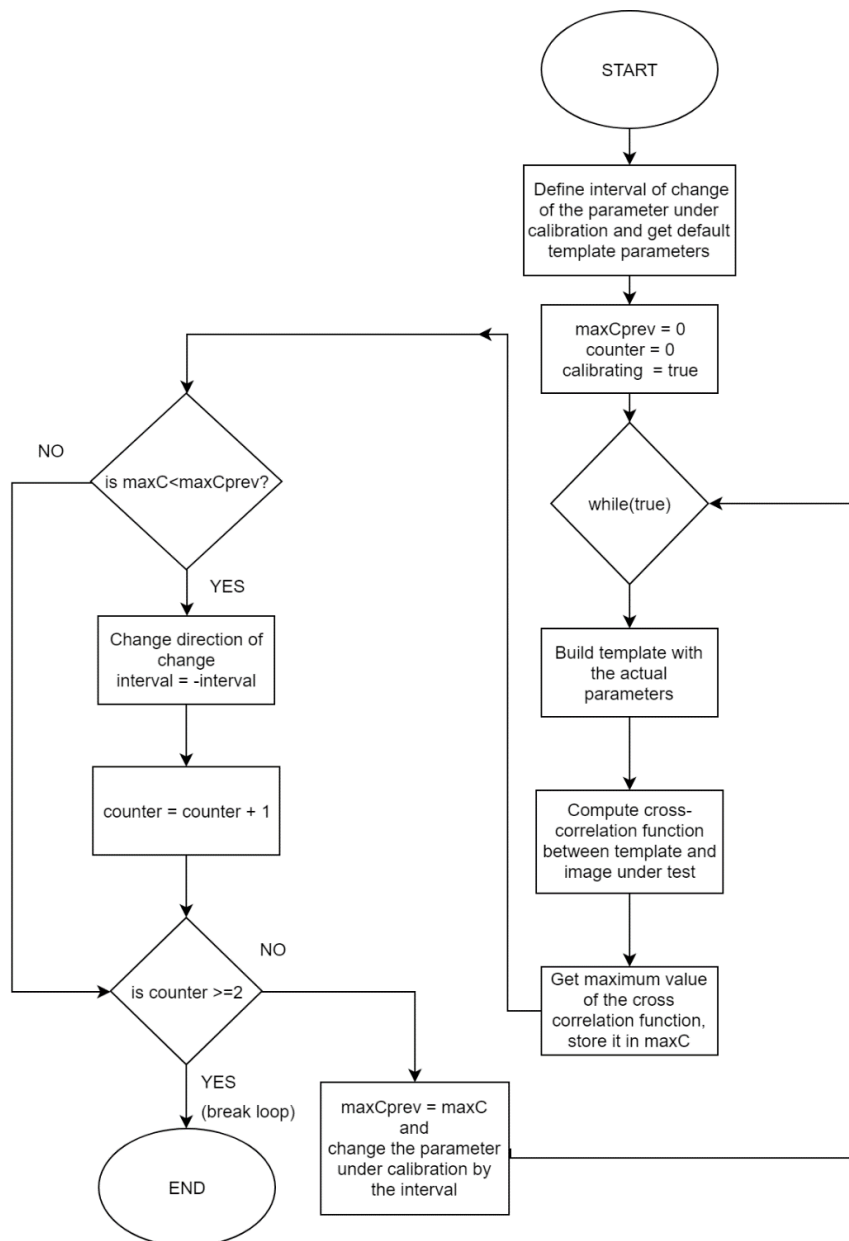 START
Define interval of change
of the parameter under
calibration and get default
template parameters
maxCprev = 0
counter = 0
calibrating = true
while(true)
Build template with
the actual
parameters
Compute cross-
correlation function
between template and
image under test
Get maximum value
of the cross
correlation function,
store it in maxC
is maxC<maxCprev?
NO
YES
Change direction of
change
interval = -interval
counter = counter + 1
is counter >=2
NO
YES
(break loop)
maxCprev = maxC
and
change the parameter
under calibration by
the interval
END